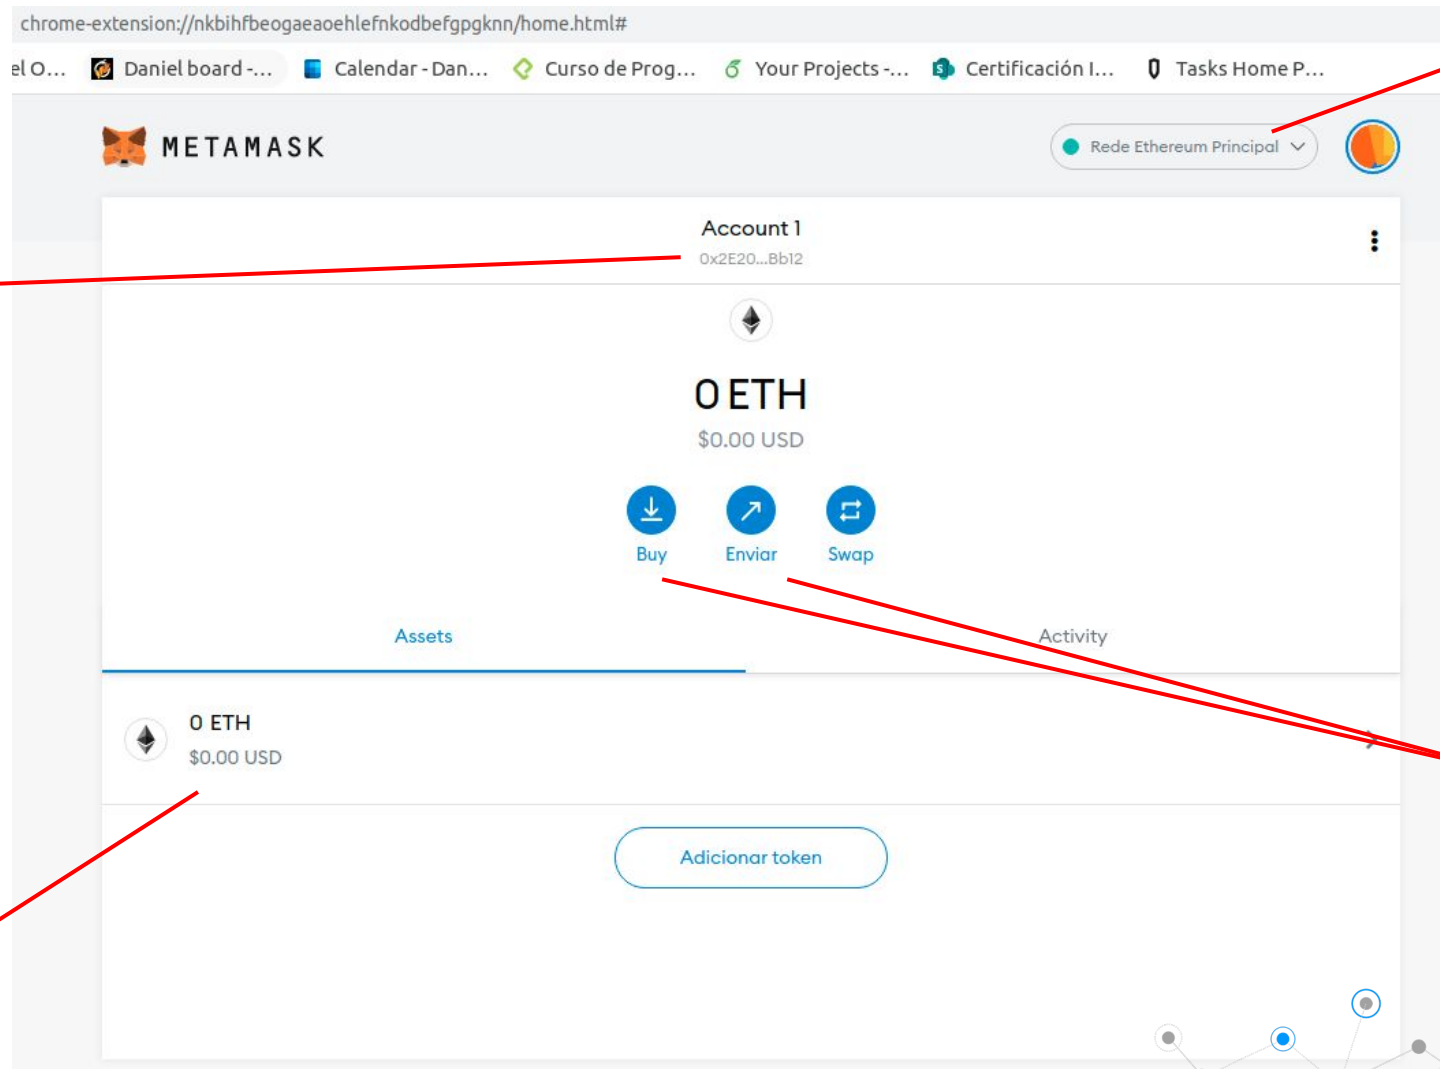 chrome-extension://nkbihfbeogaeaoehlefnkodbefgpgknn/home.html#
el O... Daniel board -... Calendar - Dan... Curso de Prog... Your Projects -... Certificación I... Tasks Home P...
METAMASK
Rede Ethereum Principal
Account 1
0x2E20...Bb12
0 ETH
$0.00 USD
Buy Enviar Swap
Assets Activity
0 ETH
$0.00 USD
Adicionar token